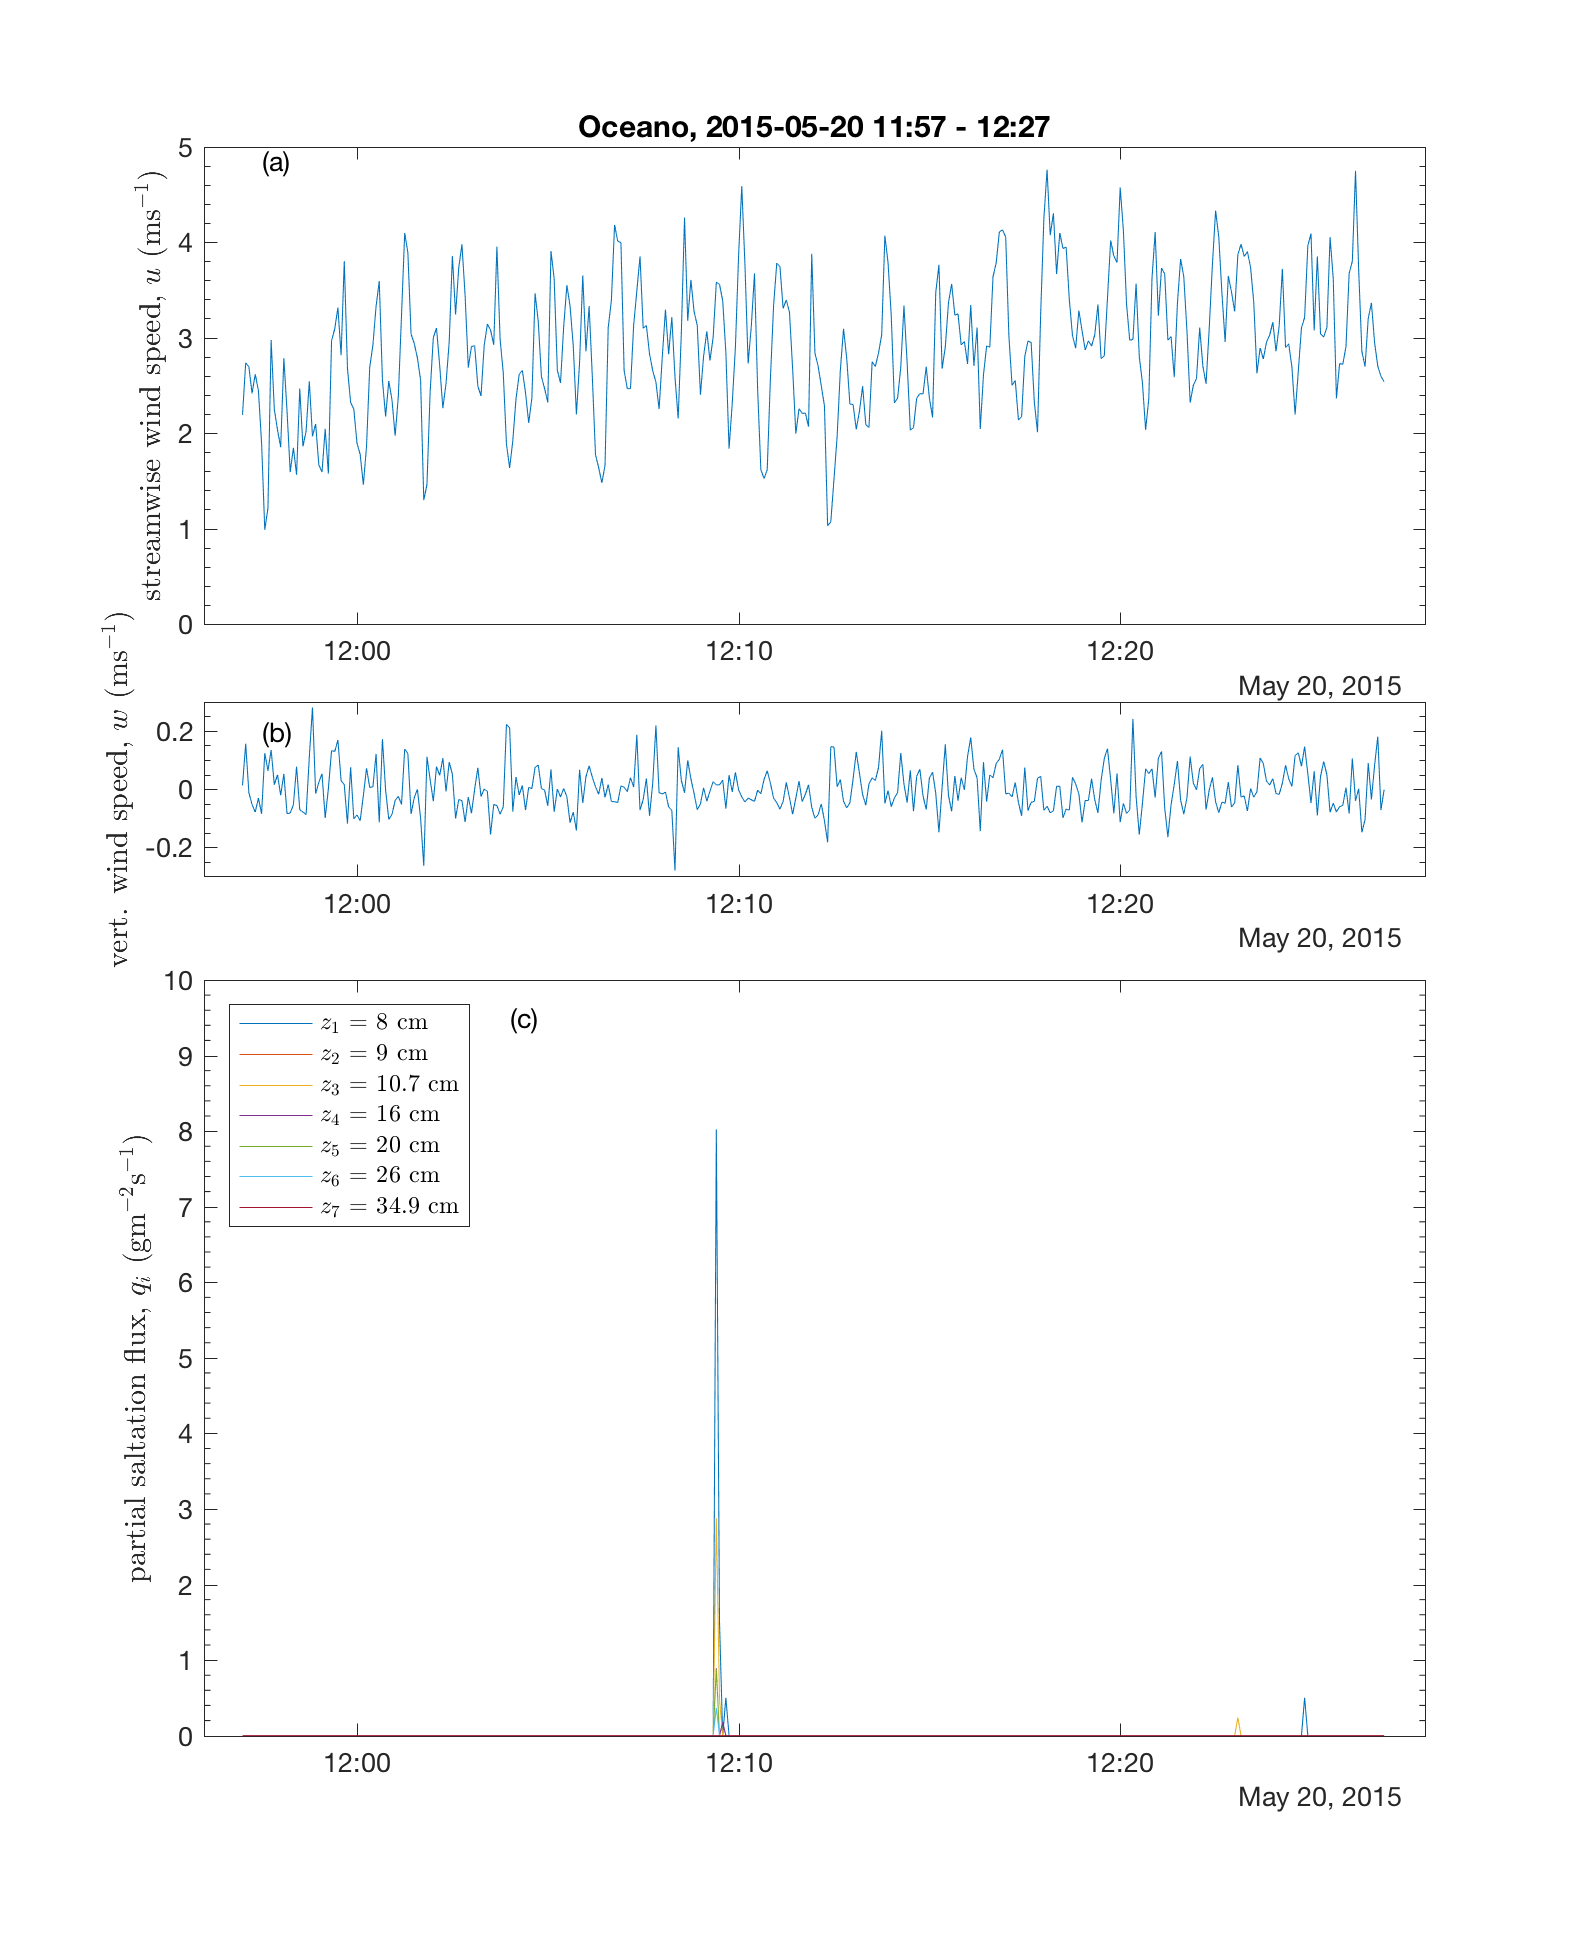 Oceano, 2015-05-20 11:57 - 12:27
(a)
streamwise wind speed, u (ms⁻¹)
5
4
3
2
1
0
12:00 12:10 12:20
May 20, 2015
(b)
vert. wind speed, w (ms⁻¹)
0.2
0
-0.2
12:00 12:10 12:20
May 20, 2015
(c)
partial saltation flux, qᵢ (gm⁻²s⁻¹)
10
9
8
7
6
5
4
3
2
1
0
z₁ = 8 cm
z₂ = 9 cm
z₃ = 10.7 cm
z₄ = 16 cm
z₅ = 20 cm
z₆ = 26 cm
z₇ = 34.9 cm
12:00 12:10 12:20
May 20, 2015